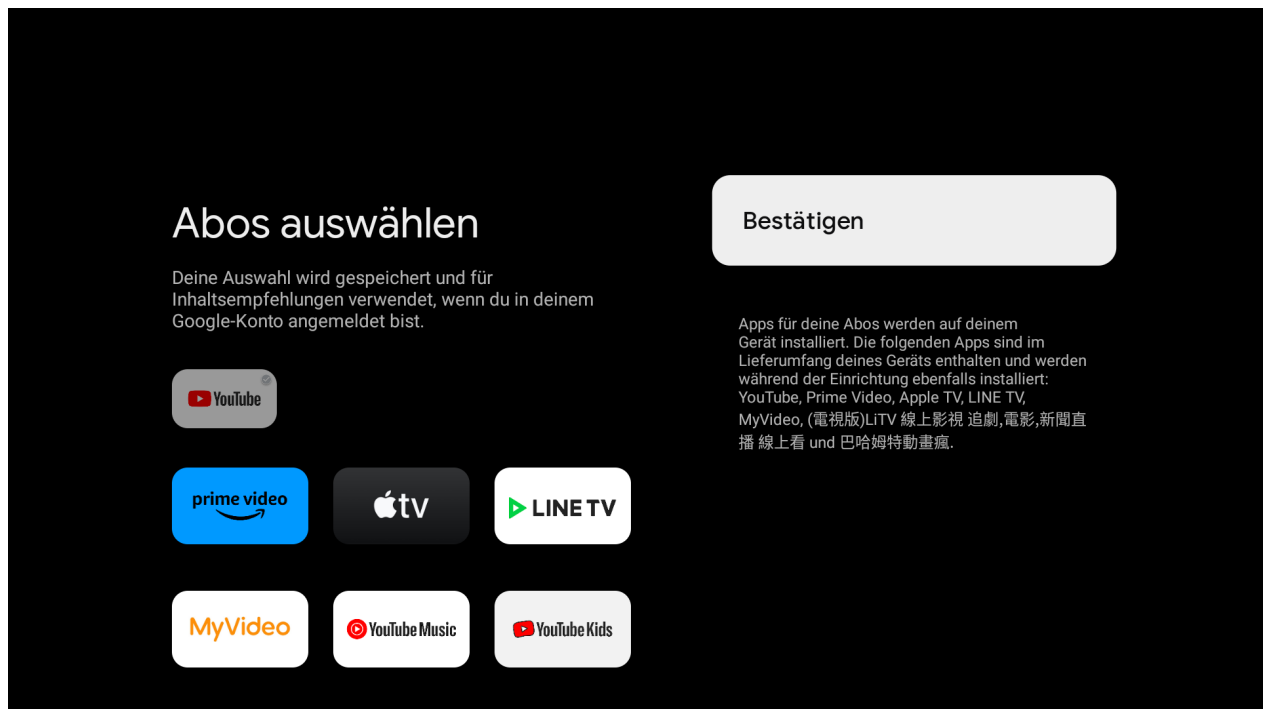 Abos auswählen
Deine Auswahl wird gespeichert und für
Inhaltsempfehlungen verwendet, wenn du in deinem
Google-Konto angemeldet bist.
YouTube
prime video
tv
LINE TV
MyVideo
YouTube Music
YouTube Kids
Bestätigen
Apps für deine Abos werden auf deinem
Gerät installiert. Die folgenden Apps sind im
Lieferumfang deines Geräts enthalten und werden
während der Einrichtung ebenfalls installiert:
YouTube, Prime Video, Apple TV, LINE TV,
MyVideo, (電視版)LiTV 線上影視 追劇,電影,新聞直
播 線上看 und 巴哈姆特動畫瘋.